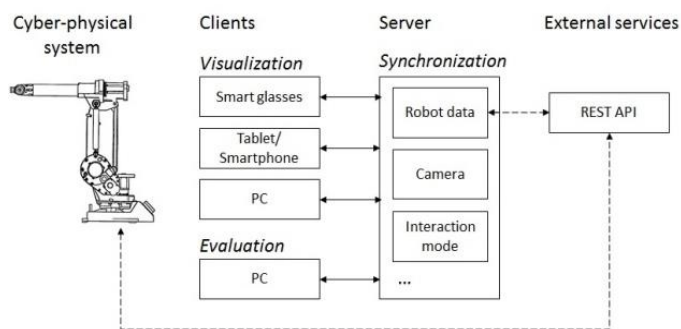 Cyber-physical
system
Clients
Server
External services
Visualization
Synchronization
Smart glasses
Robot data
REST API
Tablet/
Smartphone
Camera
PC
Interaction
mode
Evaluation
PC
...